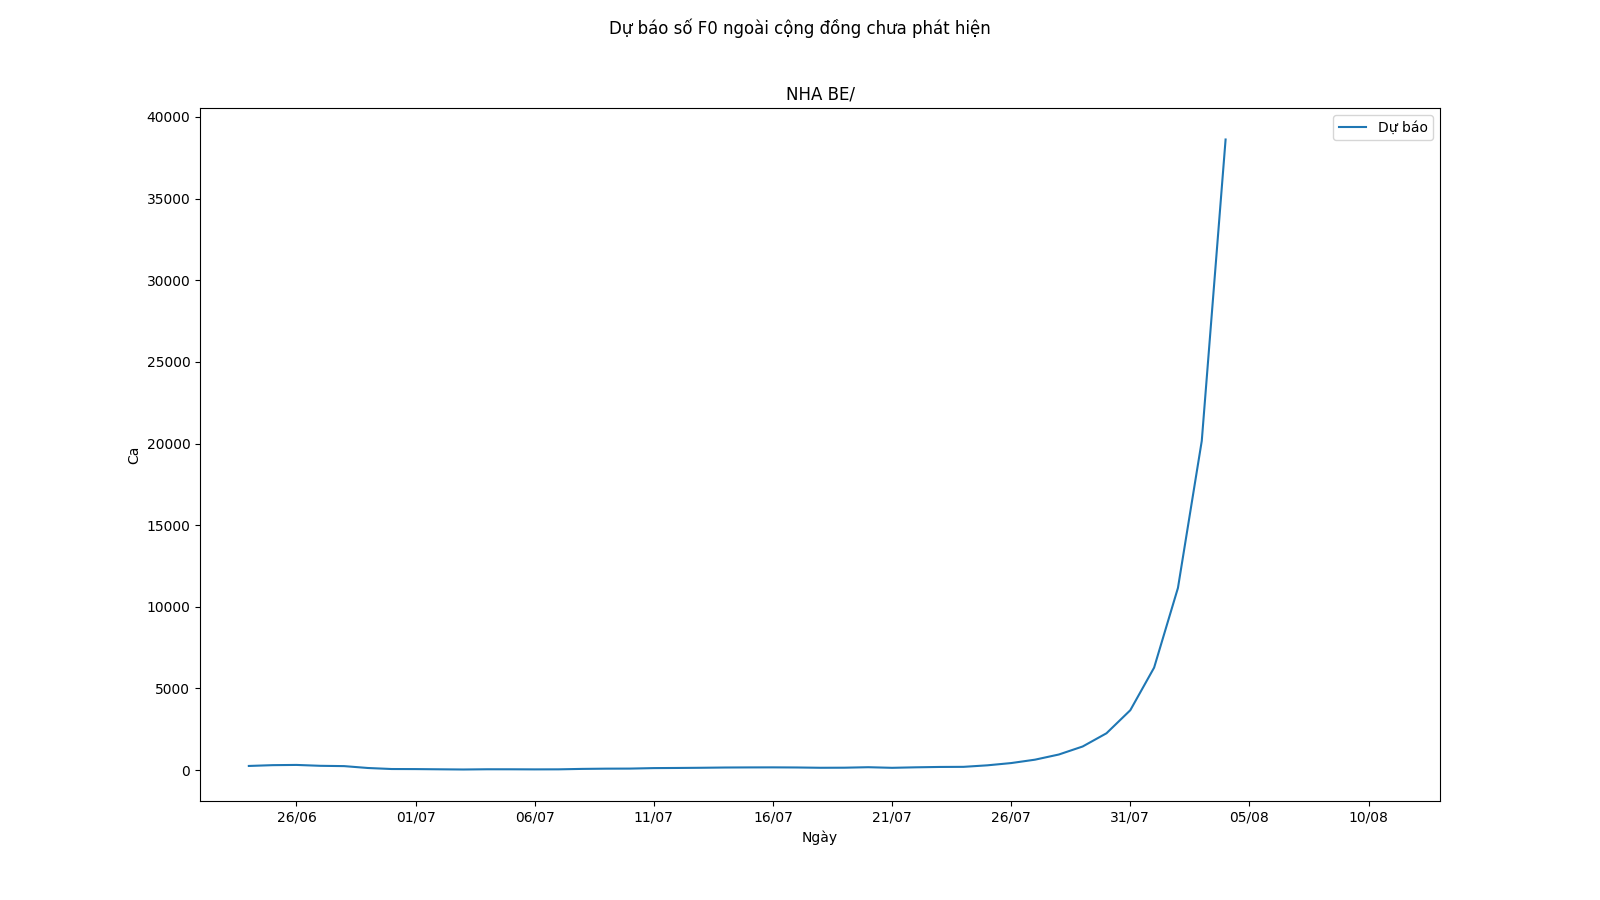 Dự báo số F0 ngoài cộng đồng chưa phát hiện
NHA BE/
Dự báo
40000
35000
30000
25000
20000
15000
10000
5000
0
Ca
26/06 01/07 06/07 11/07 16/07 21/07 26/07 31/07 05/08 10/08
Ngày